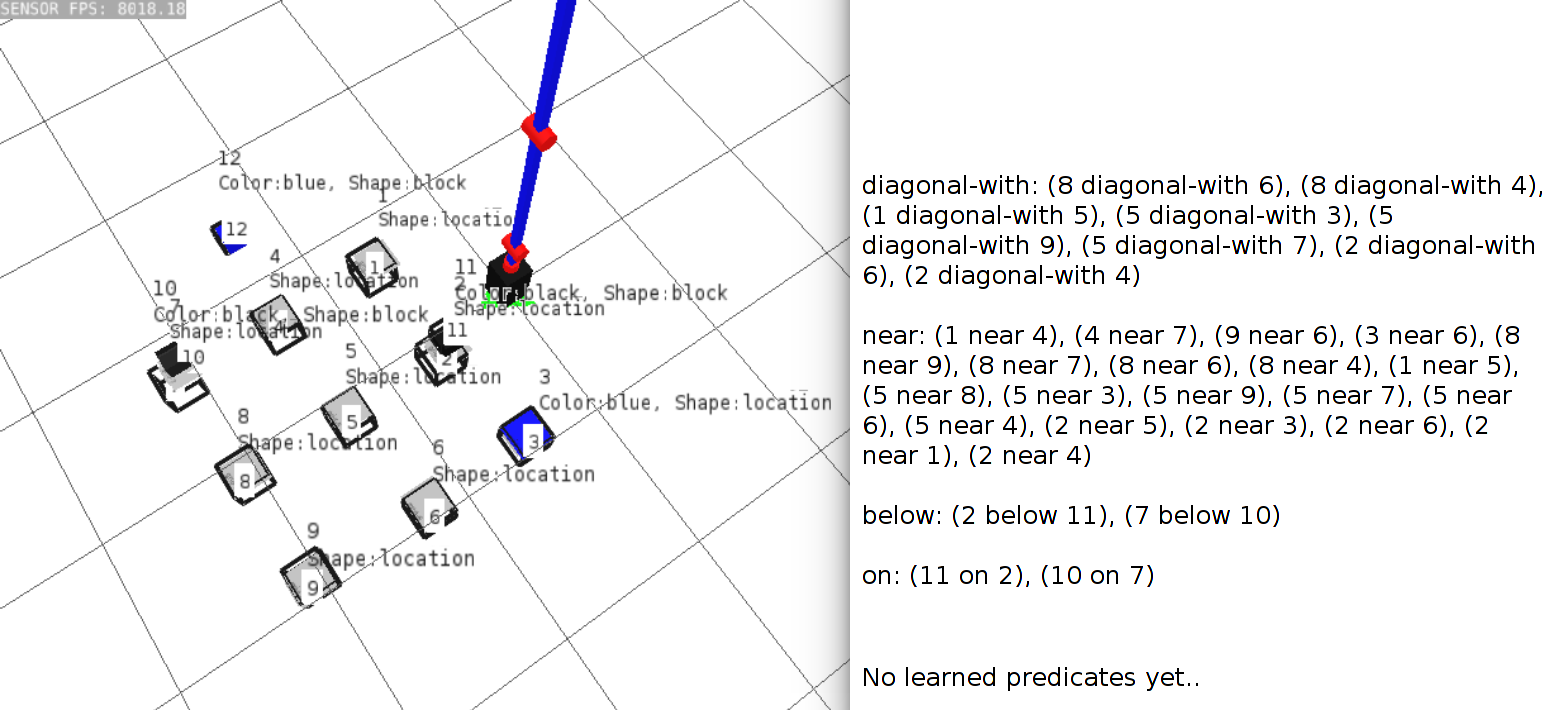 SENSOR FPS: 8018.18
12
Color:blue, Shape:block
12
1
Shape:locatio
1
4
Shape:location
4
11
Color:black, Shape:block
11
2
Shape:location
2
10
Color:black, Shape:block
10
7
Shape:location
5
Shape:location
5
3
Color:blue, Shape:location
3
8
Shape:location
8
6
Shape:location
6
9
Shape:location
9
diagonal-with: (8 diagonal-with 6), (8 diagonal-with 4),
(1 diagonal-with 5), (5 diagonal-with 3), (5
diagonal-with 9), (5 diagonal-with 7), (2 diagonal-with
6), (2 diagonal-with 4)
near: (1 near 4), (4 near 7), (9 near 6), (3 near 6), (8
near 9), (8 near 7), (8 near 6), (8 near 4), (1 near 5),
(5 near 8), (5 near 3), (5 near 9), (5 near 7), (5 near
6), (5 near 4), (2 near 5), (2 near 3), (2 near 6), (2
near 1), (2 near 4)
below: (2 below 11), (7 below 10)
on: (11 on 2), (10 on 7)
No learned predicates yet..